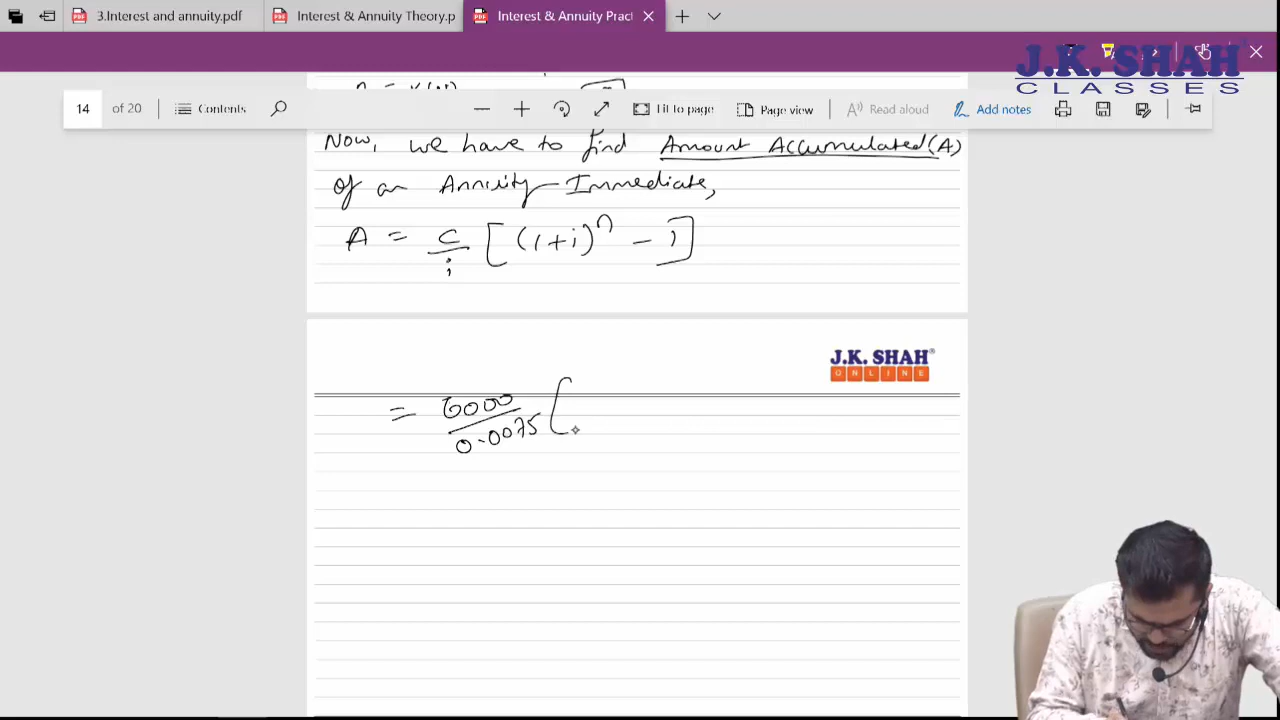 3.Interest and annuity.pdf
Interest & Annuity Theory.p
Interest & Annuity Pract
J.K. SHAH
CLASSES
14 of 20
Contents
Fit to page
Page view
Read aloud
Add notes
Now, we have to find Amount Accumulated (A)
of an Annuity-Immediate,
A = c/i [(1+i)^n - 1]
J.K. SHAH®
ONLINE
= 6000/0.0075 [